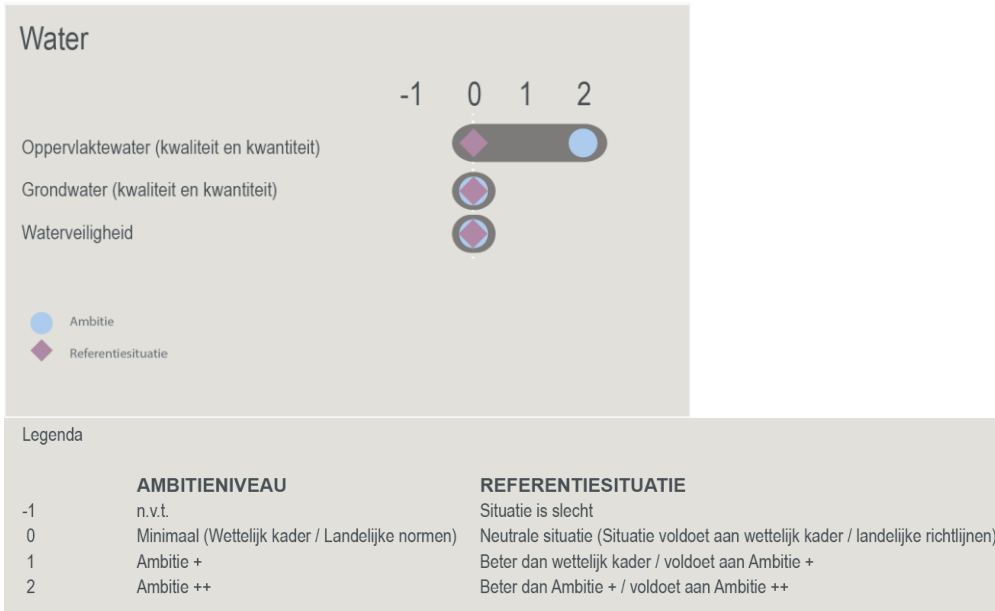 Water
-1 0 1 2
Oppervlaktewater (kwaliteit en kwantiteit)
Grondwater (kwaliteit en kwantiteit)
Waterveiligheid
Ambitie
Referentiesituatie
Legenda
AMBITIENIVEAU REFERENTIESITUATIE
-1 n.v.t. Situatie is slecht
0 Minimaal (Wettelijk kader / Landelijke normen) Neutrale situatie (Situatie voldoet aan wettelijk kader / landelijke richtlijnen)
1 Ambitie + Beter dan wettelijk kader / voldoet aan Ambitie +
2 Ambitie ++ Beter dan Ambitie + / voldoet aan Ambitie ++